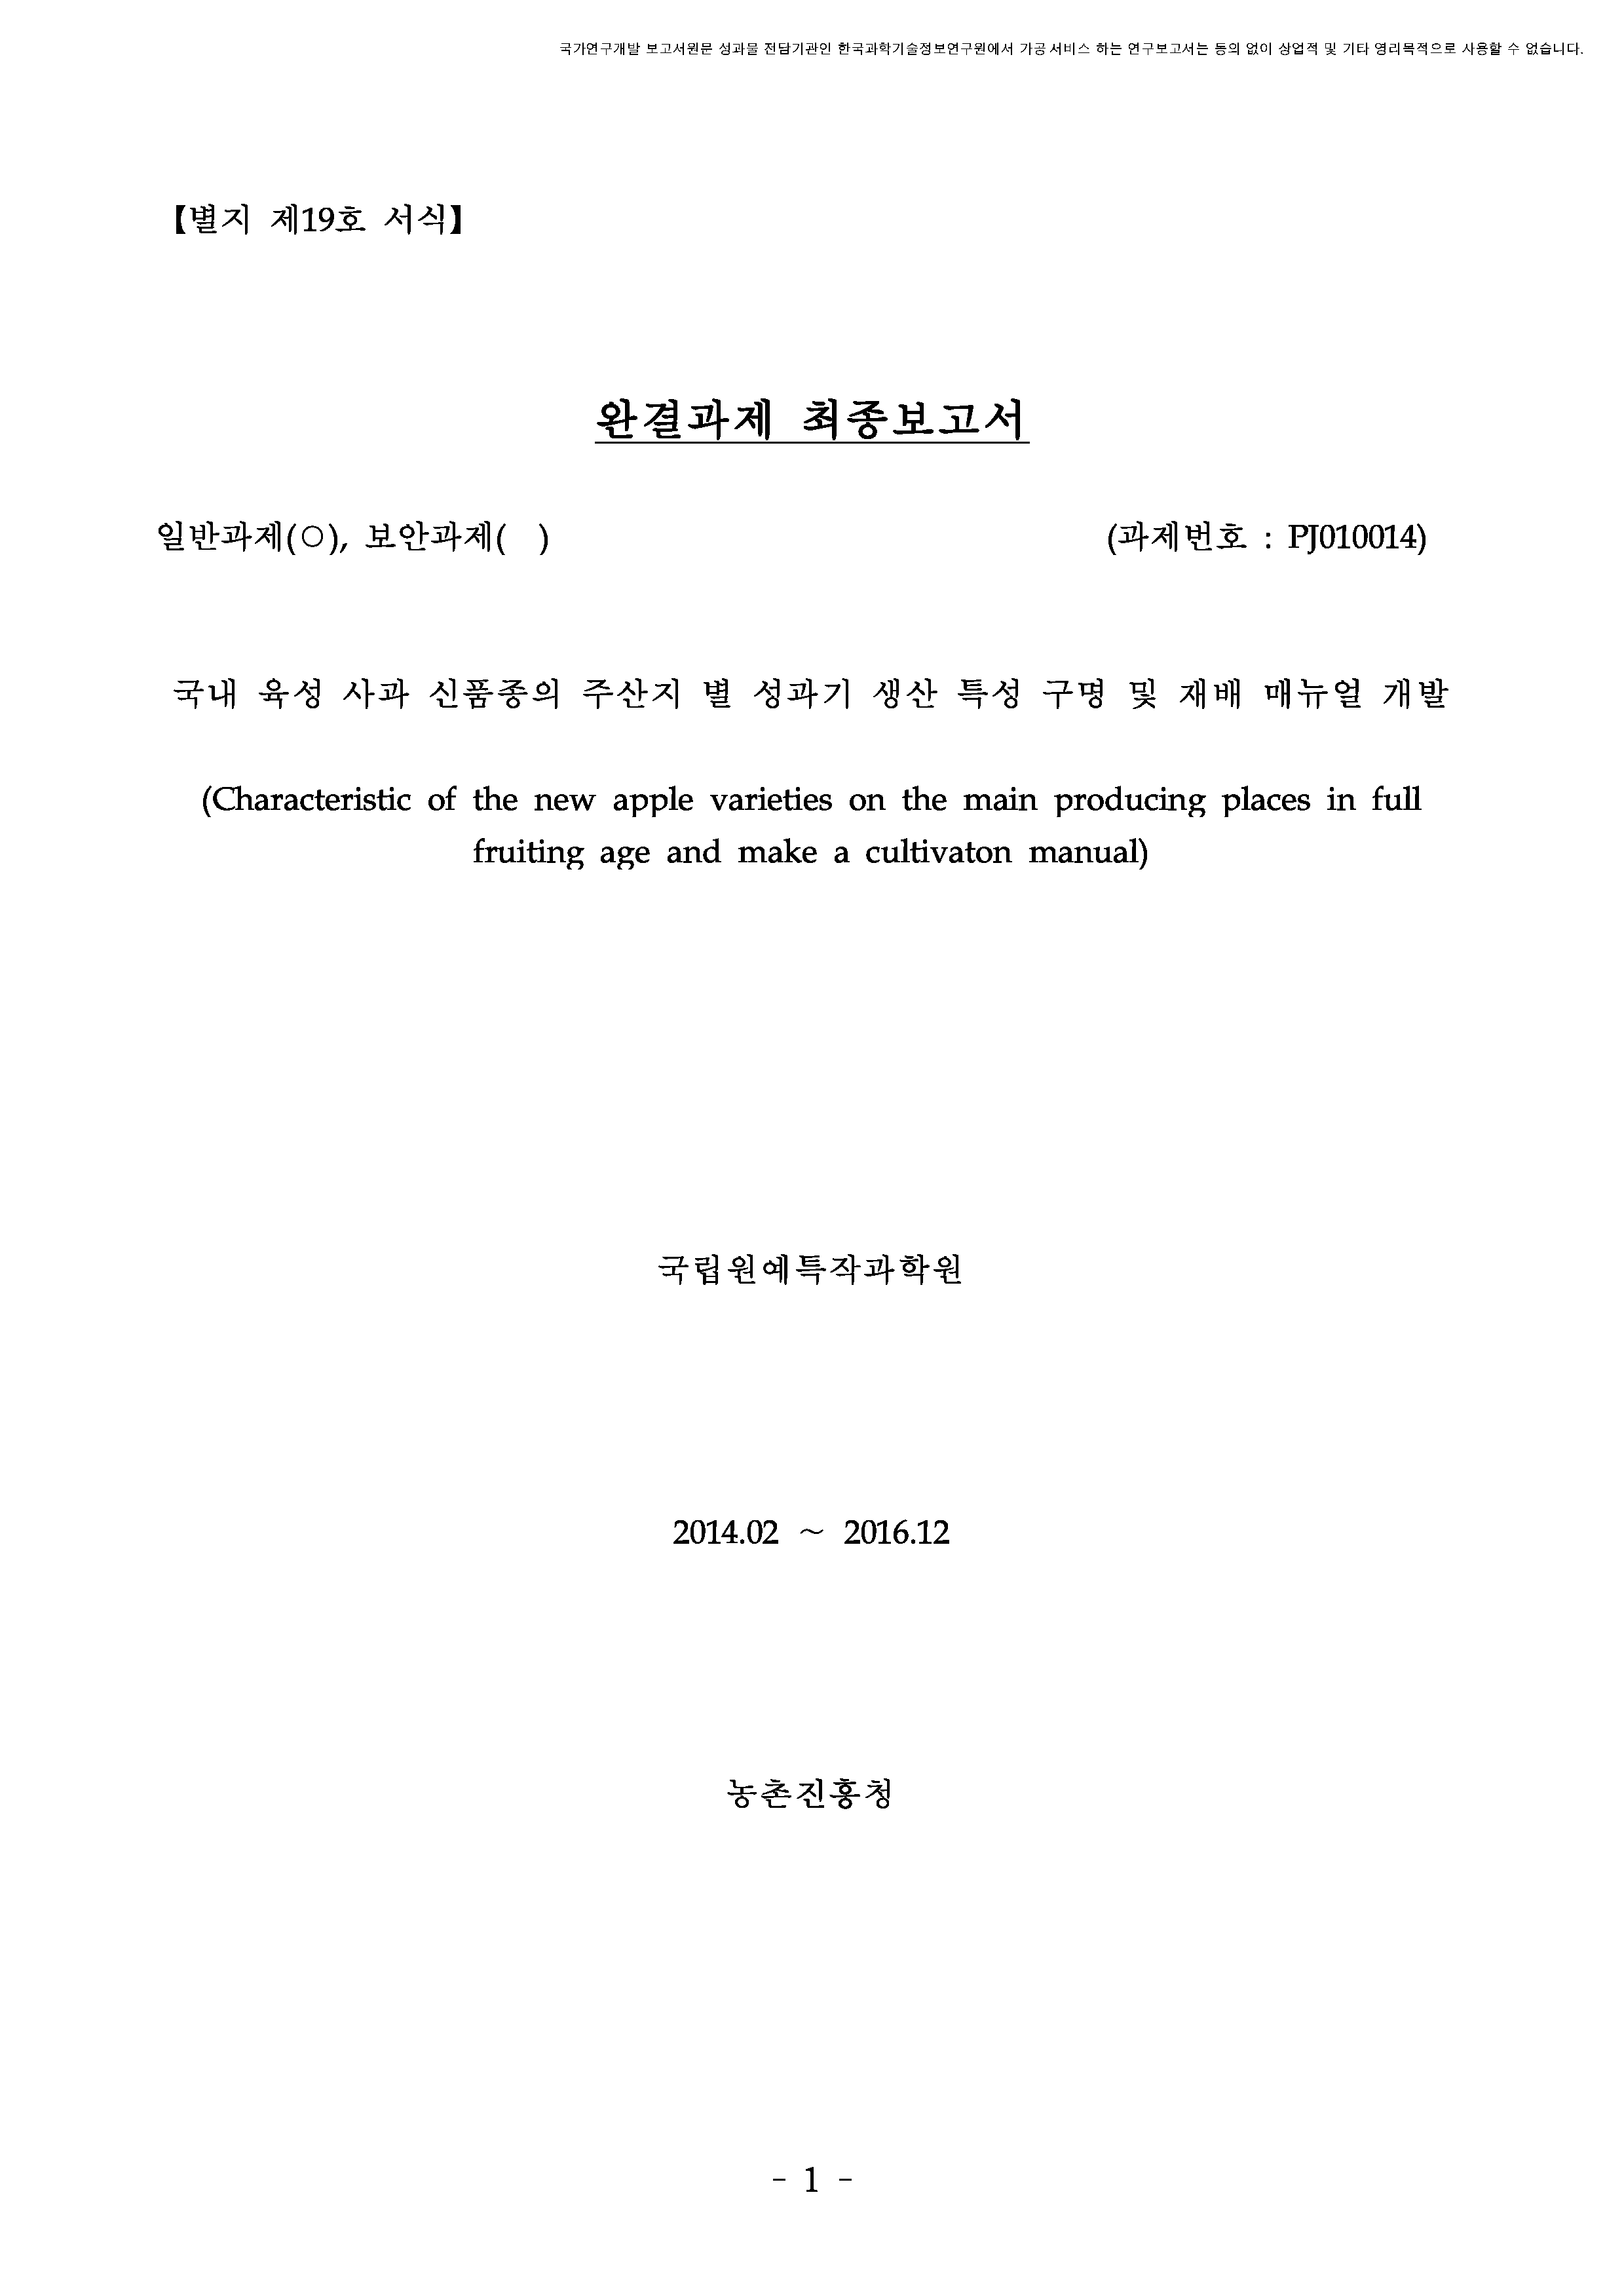 국가연구개발 보고서원문 성과물 전담기관인 한국과학기술정보연구원에서 가공·서비스 하는 연구보고서는 동의 없이 상업적 및 기타 영리목적으로 사용할 수 없습니다.
【별지 제19호 서식】
완결과제 최종보고서
일반과제(○), 보안과제( ) (과제번호 : PJ010014)
국내 육성 사과 신품종의 주산지 별 성과기 생산 특성 구명 및 재배 매뉴얼 개발
(Characteristic of the new apple varieties on the main producing places in full
fruiting age and make a cultivaton manual)
국립원예특작과학원
2014.02 ~ 2016.12
농촌진흥청
- 1 -